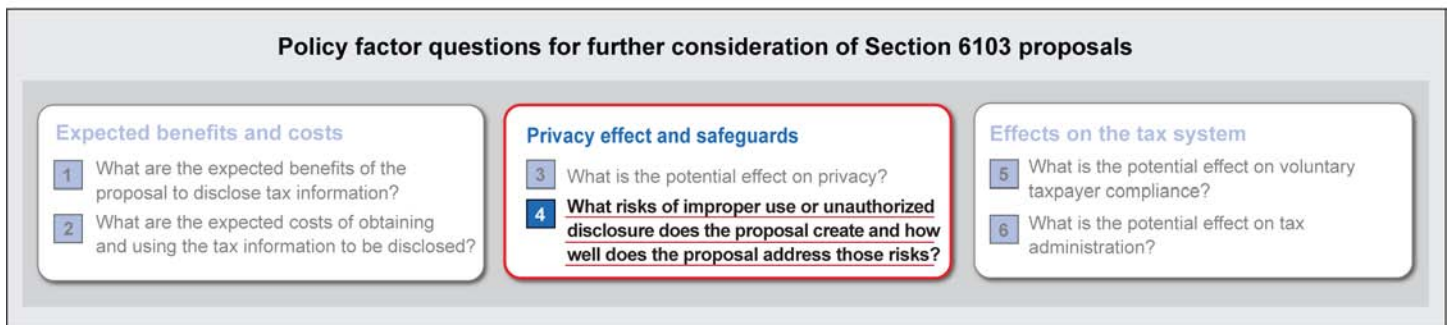 Policy factor questions for further consideration of Section 6103 proposals
Expected benefits and costs
1 What are the expected benefits of the
proposal to disclose tax information?
2 What are the expected costs of obtaining
and using the tax information to be disclosed?
Privacy effect and safeguards
3 What is the potential effect on privacy?
4 What risks of improper use or unauthorized
disclosure does the proposal create and how
well does the proposal address those risks?
Effects on the tax system
5 What is the potential effect on voluntary
taxpayer compliance?
6 What is the potential effect on tax
administration?